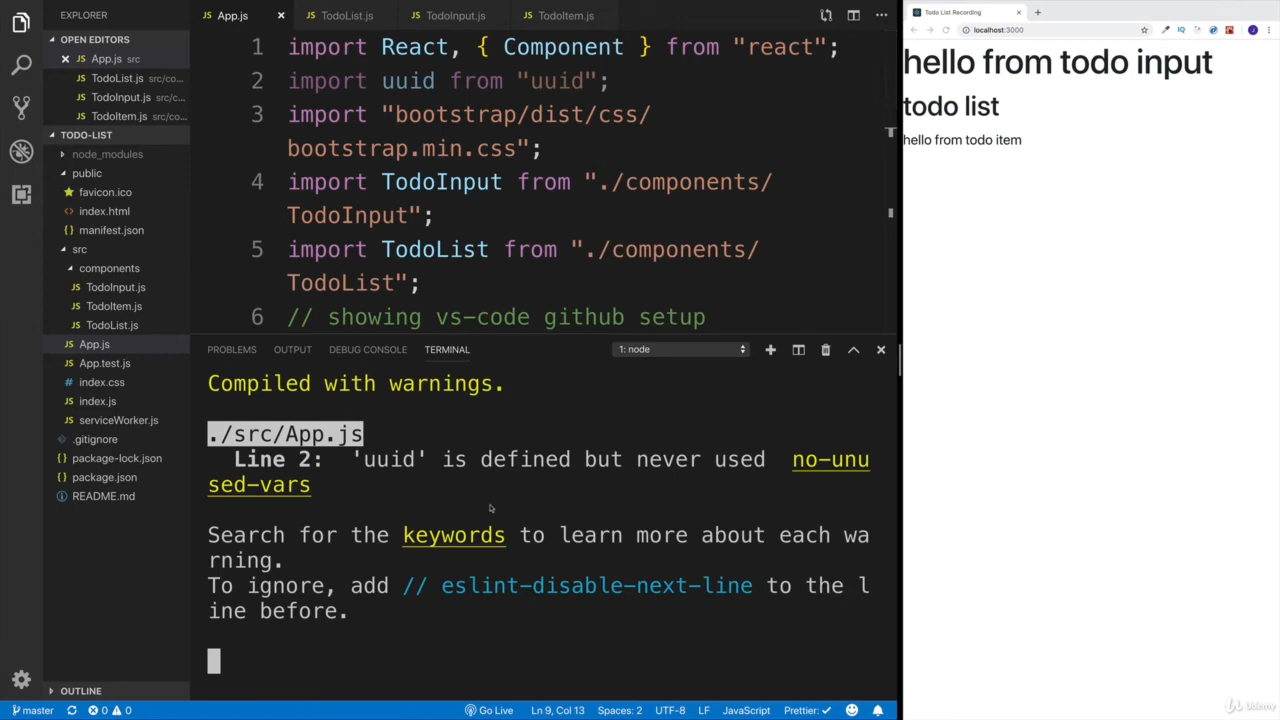 EXPLORER
OPEN EDITORS
App.js src
TodoList.js src/co...
TodoInput.js src/c...
TodoItem.js src/co...
TODO-LIST
node_modules
public
favicon.ico
index.html
manifest.json
src
components
TodoInput.js
TodoItem.js
TodoList.js
App.js
App.test.js
index.css
index.js
serviceWorker.js
.gitignore
package-lock.json
package.json
README.md
OUTLINE
App.js TodoList.js TodoInput.js TodoItem.js
1 import React, { Component } from "react";
2 import uuid from "uuid";
3 import "bootstrap/dist/css/
bootstrap.min.css";
4 import TodoInput from "./components/
TodoInput";
5 import TodoList from "./components/
TodoList";
6 // showing vs-code github setup
PROBLEMS OUTPUT DEBUG CONSOLE TERMINAL 1: node
Compiled with warnings.
./src/App.js
Line 2: 'uuid' is defined but never used no-unu
sed-vars
Search for the keywords to learn more about each wa
rning.
To ignore, add // eslint-disable-next-line to the l
ine before.
master 0 0 Go Live Ln 9, Col 13 Spaces: 2 UTF-8 LF JavaScript Prettier: ✓
Todo List Recording
localhost:3000
IQ
J
hello from todo input
todo list
hello from todo item
Udemy